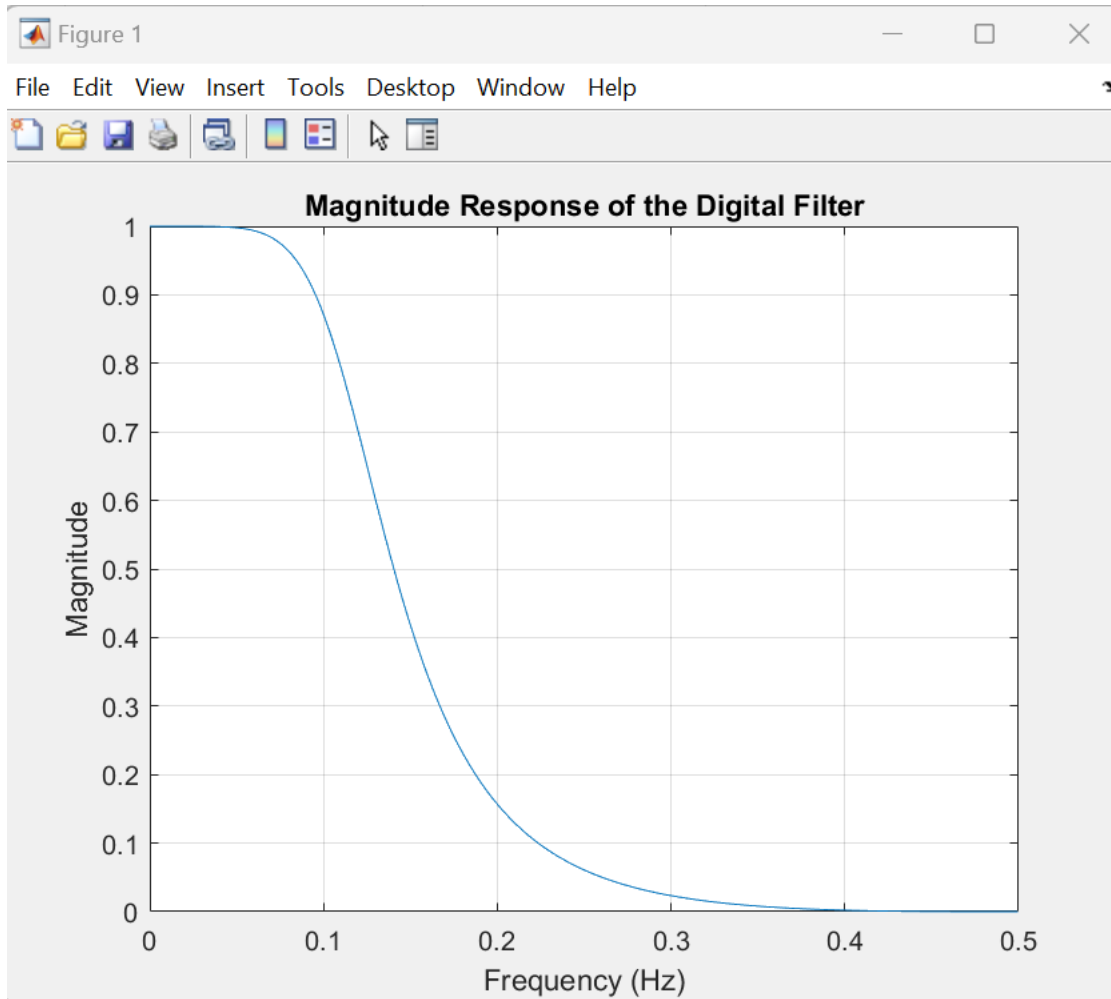 Figure 1
File Edit View Insert Tools Desktop Window Help
Magnitude Response of the Digital Filter
1
0.9
0.8
0.7
0.6
0.5
0.4
0.3
0.2
0.1
0
Magnitude
0 0.1 0.2 0.3 0.4 0.5
Frequency (Hz)